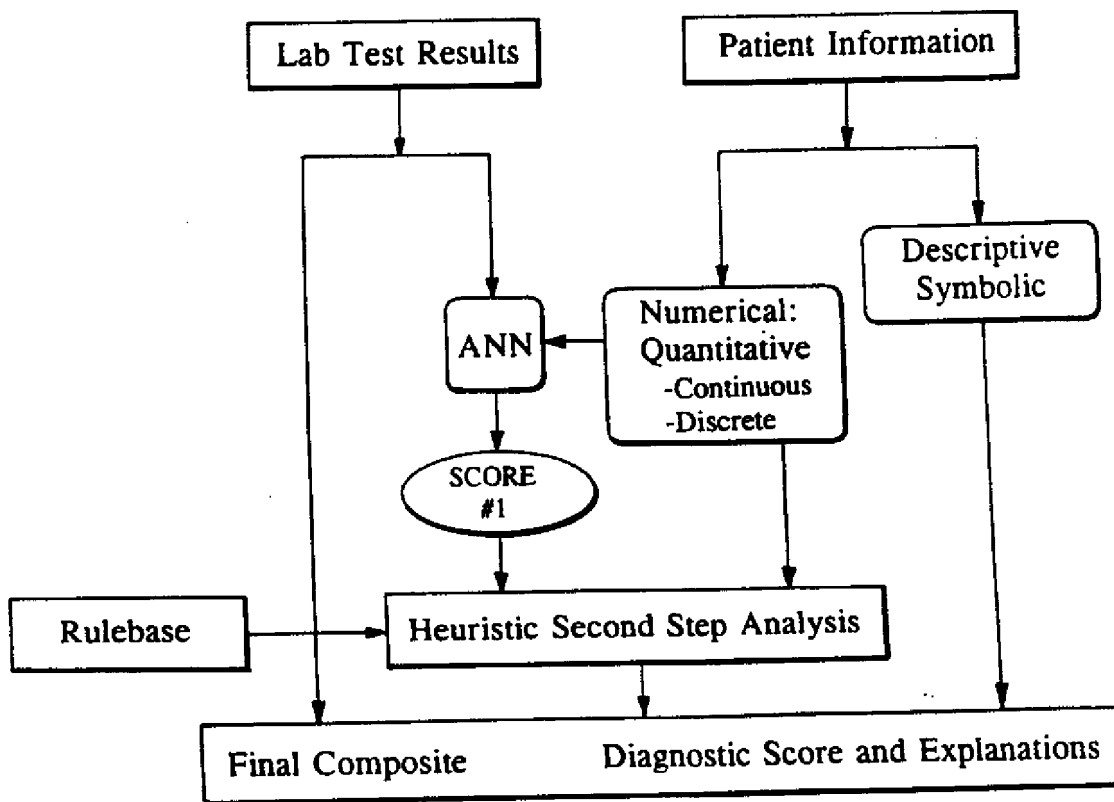 Lab Test Results
Patient Information
Descriptive
Symbolic
Numerical:
Quantitative
-Continuous
-Discrete
ANN
SCORE
#1
Rulebase
Heuristic Second Step Analysis
Final Composite
Diagnostic Score and Explanations